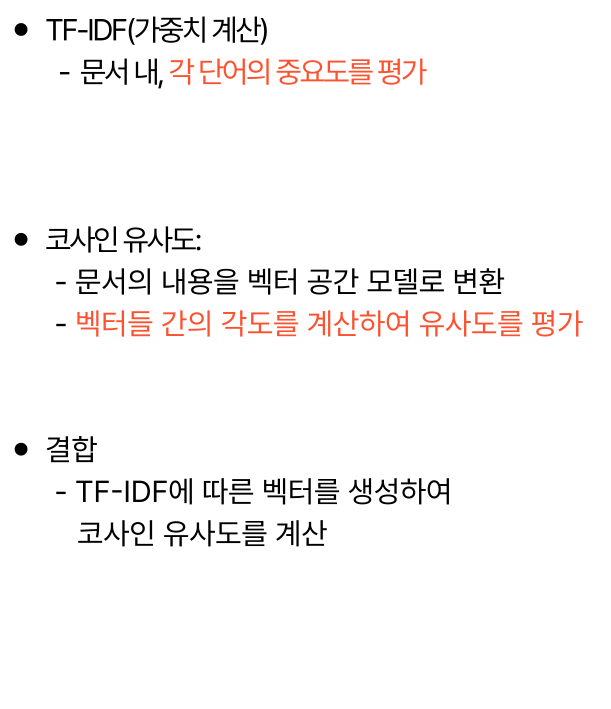 ● TF-IDF(가중치 계산)
- 문서 내, 각 단어의 중요도를 평가
● 코사인 유사도:
- 문서의 내용을 벡터 공간 모델로 변환
- 벡터들 간의 각도를 계산하여 유사도를 평가
● 결합
- TF-IDF에 따른 벡터를 생성하여
코사인 유사도를 계산